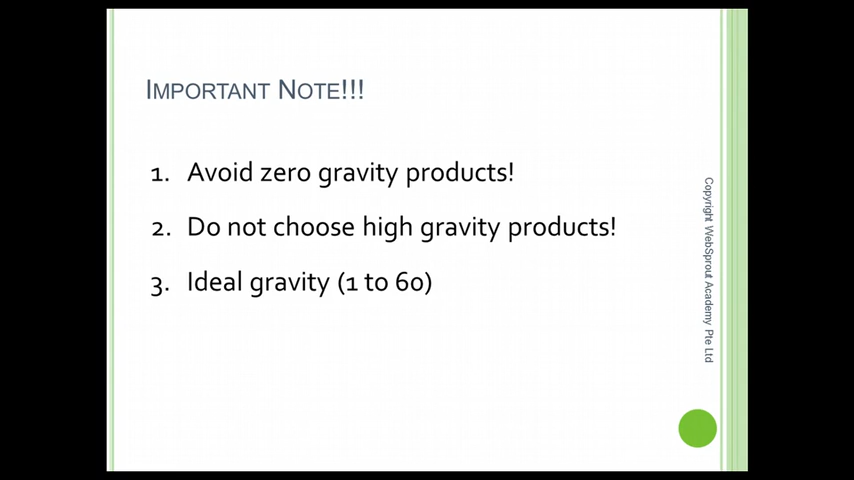 IMPORTANT NOTE!!!
1. Avoid zero gravity products!
2. Do not choose high gravity products!
3. Ideal gravity (1 to 60)
Copyright WebSprout Academy Pte Ltd